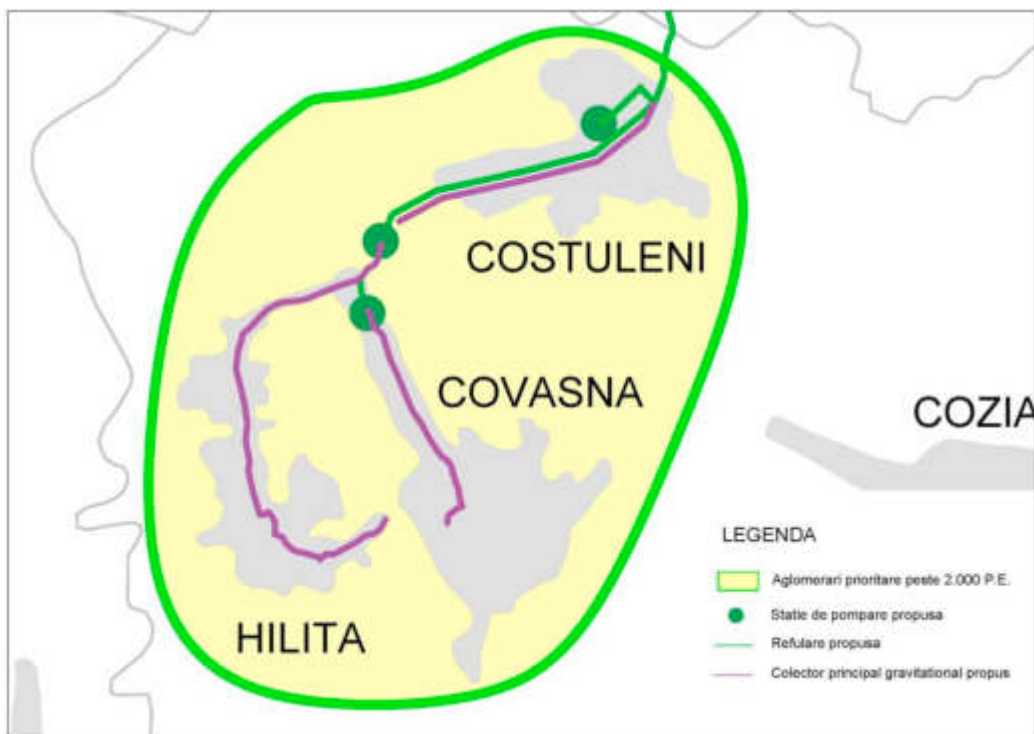 COSTULENI
COVASNA
COZIA
HILITA
LEGENDA
Aglomerari prioritare peste 2.000 P.E.
Statie de pompare propusa
Refulare propusa
Colector principal gravitational propus